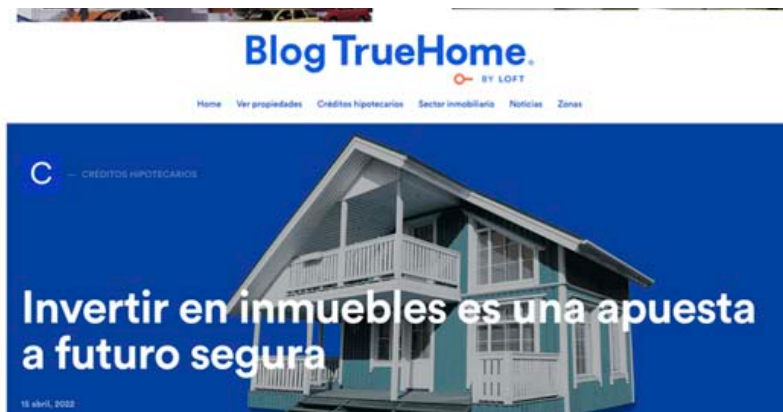 Blog TrueHome.
BY LOFT
Home Ver propiedades Créditos hipotecarios Sector inmobiliario Noticias Zonas
C — CRÉDITOS HIPOTECARIOS
Invertir en inmuebles es una apuesta
a futuro segura
15 abril, 2022